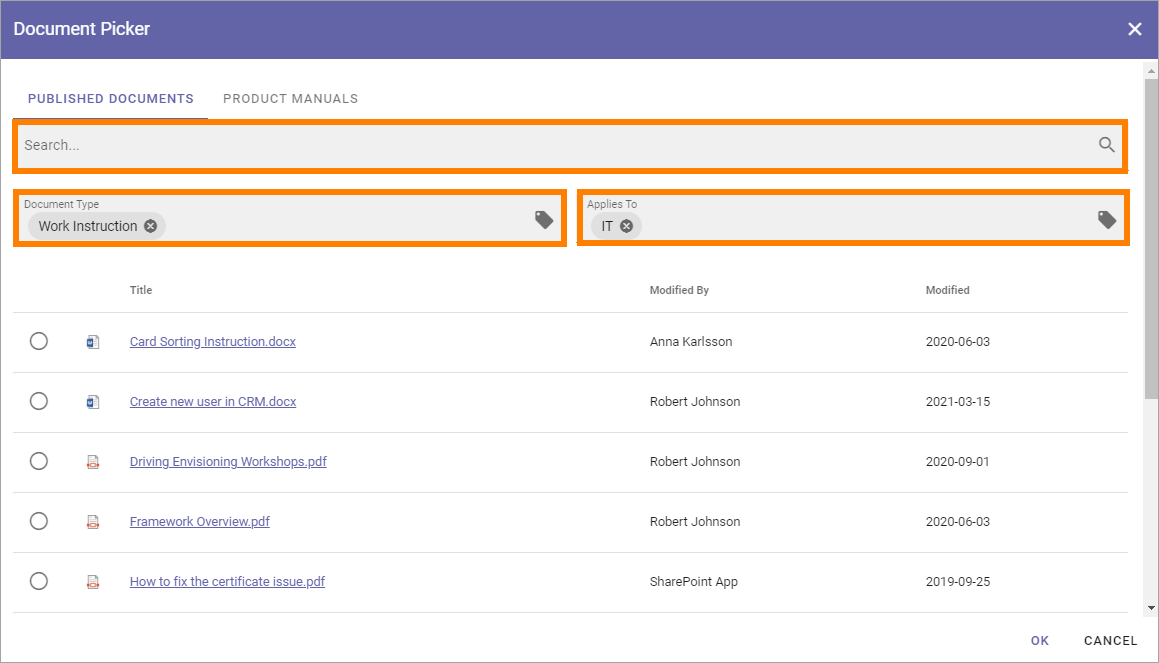 Document Picker
PUBLISHED DOCUMENTS PRODUCT MANUALS
Search...
Document Type Applies To
Work Instruction IT
Title Modified By Modified
Card Sorting Instruction.docx Anna Karlsson 2020-06-03
Create new user in CRM.docx Robert Johnson 2021-03-15
Driving Envisioning Workshops.pdf Robert Johnson 2020-09-01
Framework Overview.pdf Robert Johnson 2020-06-03
How to fix the certificate issue.pdf SharePoint App 2019-09-25
OK CANCEL